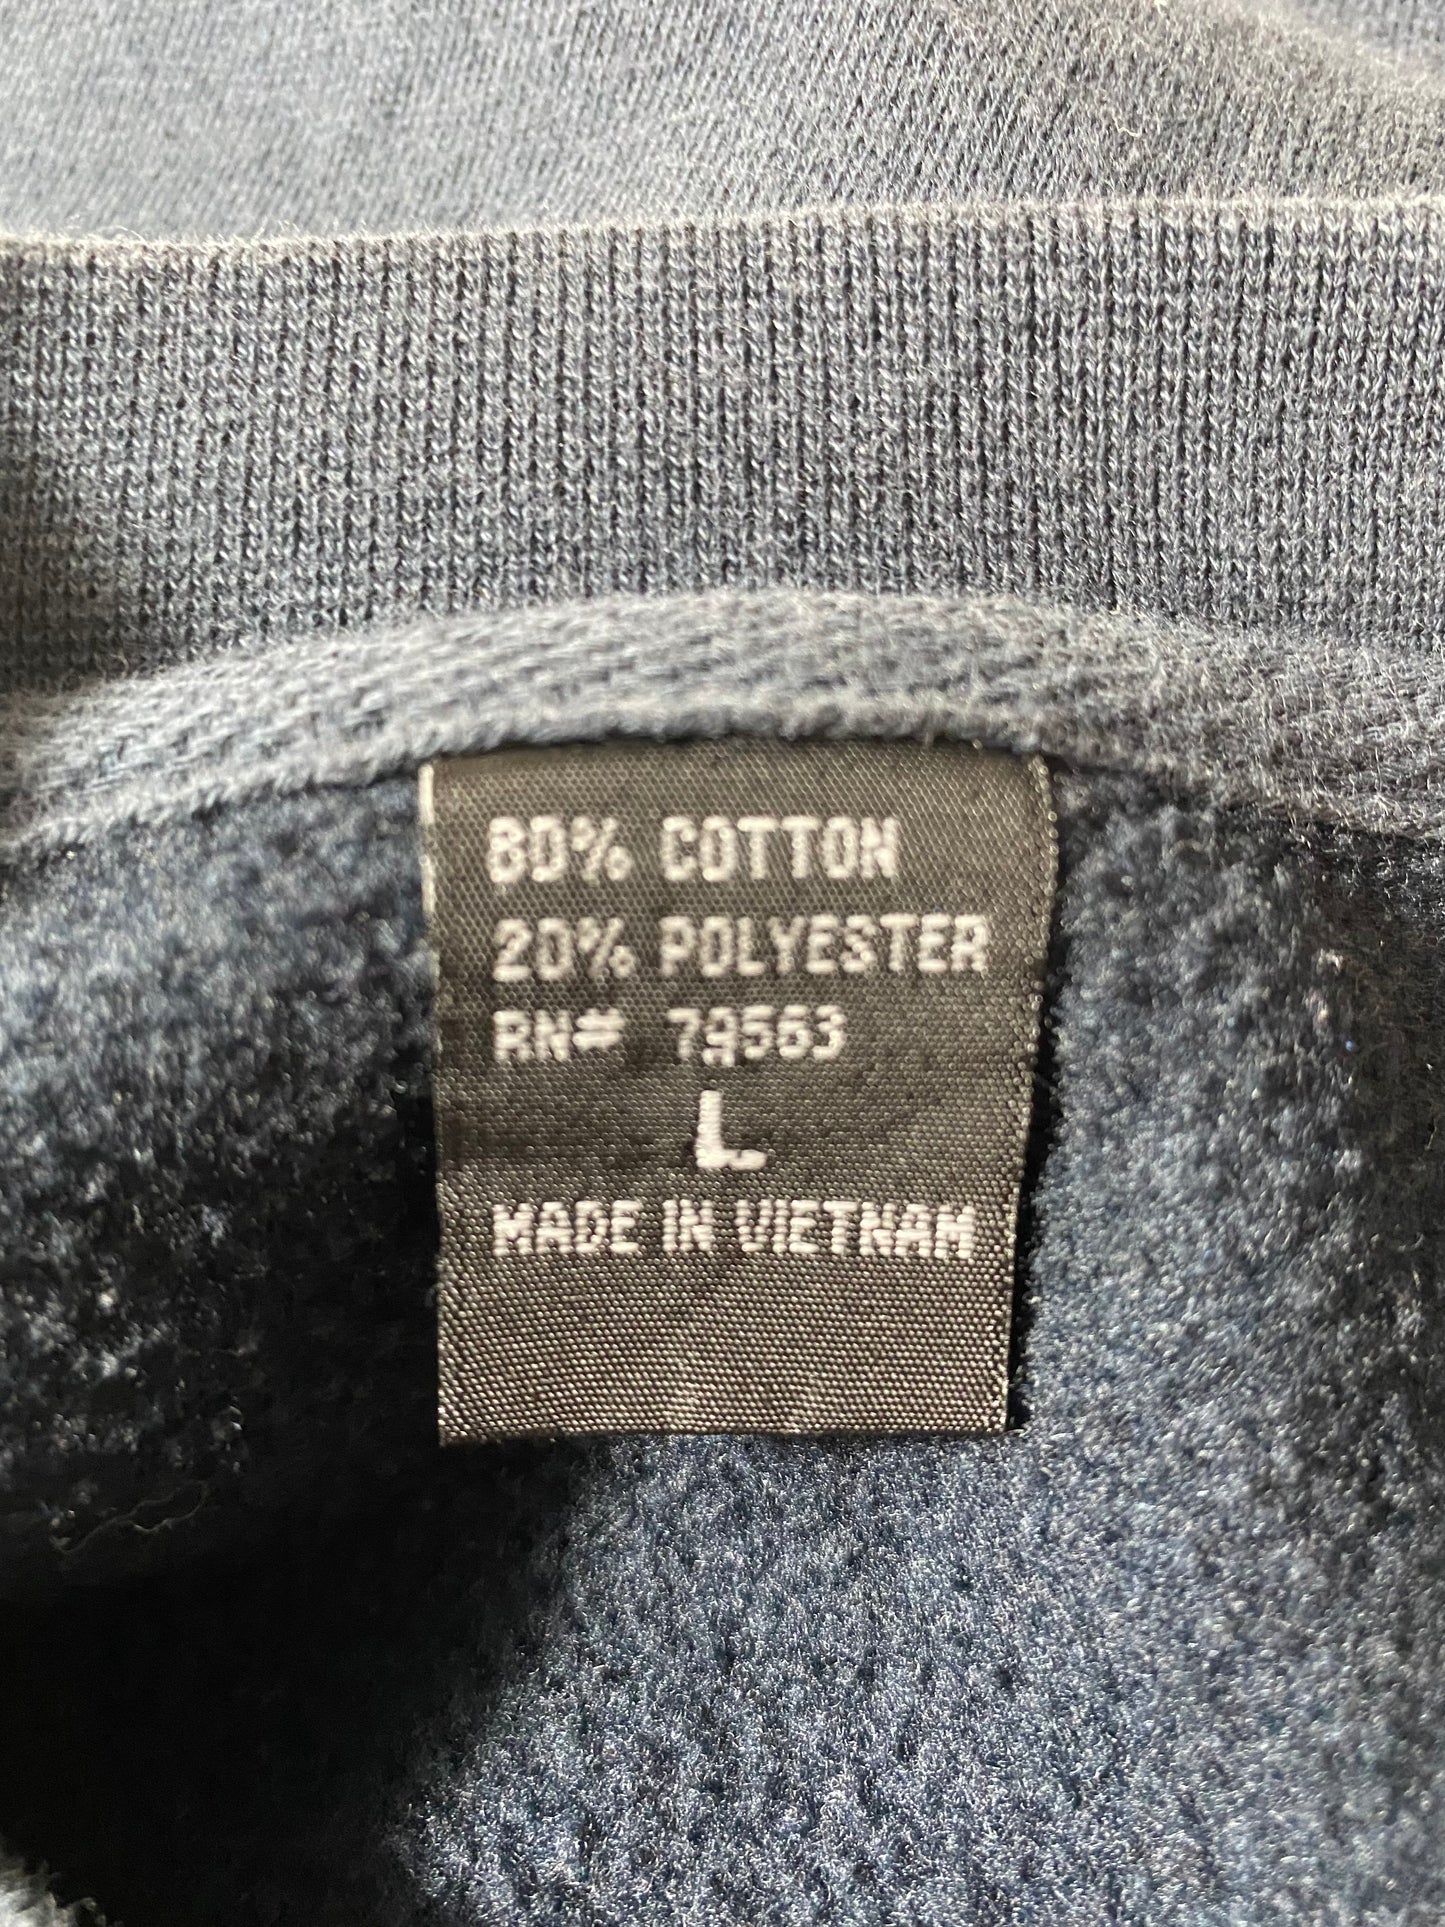 80% COTTON
20% POLYESTER
RN# 79563
L
MADE IN VIETNAM